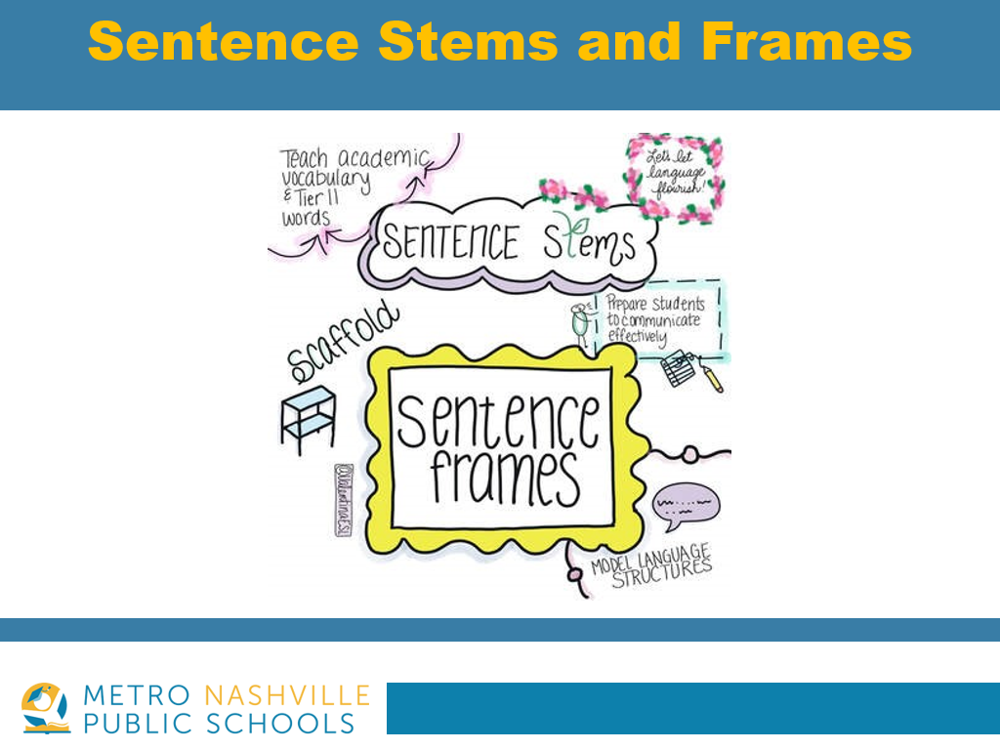 Sentence Stems and Frames
Teach academic
vocabulary
& Tier II
words
Let's let
language
flourish!
SENTENCE Stems
Prepare students
to communicate
effectively
Scaffold
sentence
frames
@ValentinaESL
MODEL LANGUAGE
STRUCTURES
METRO NASHVILLE
PUBLIC SCHOOLS